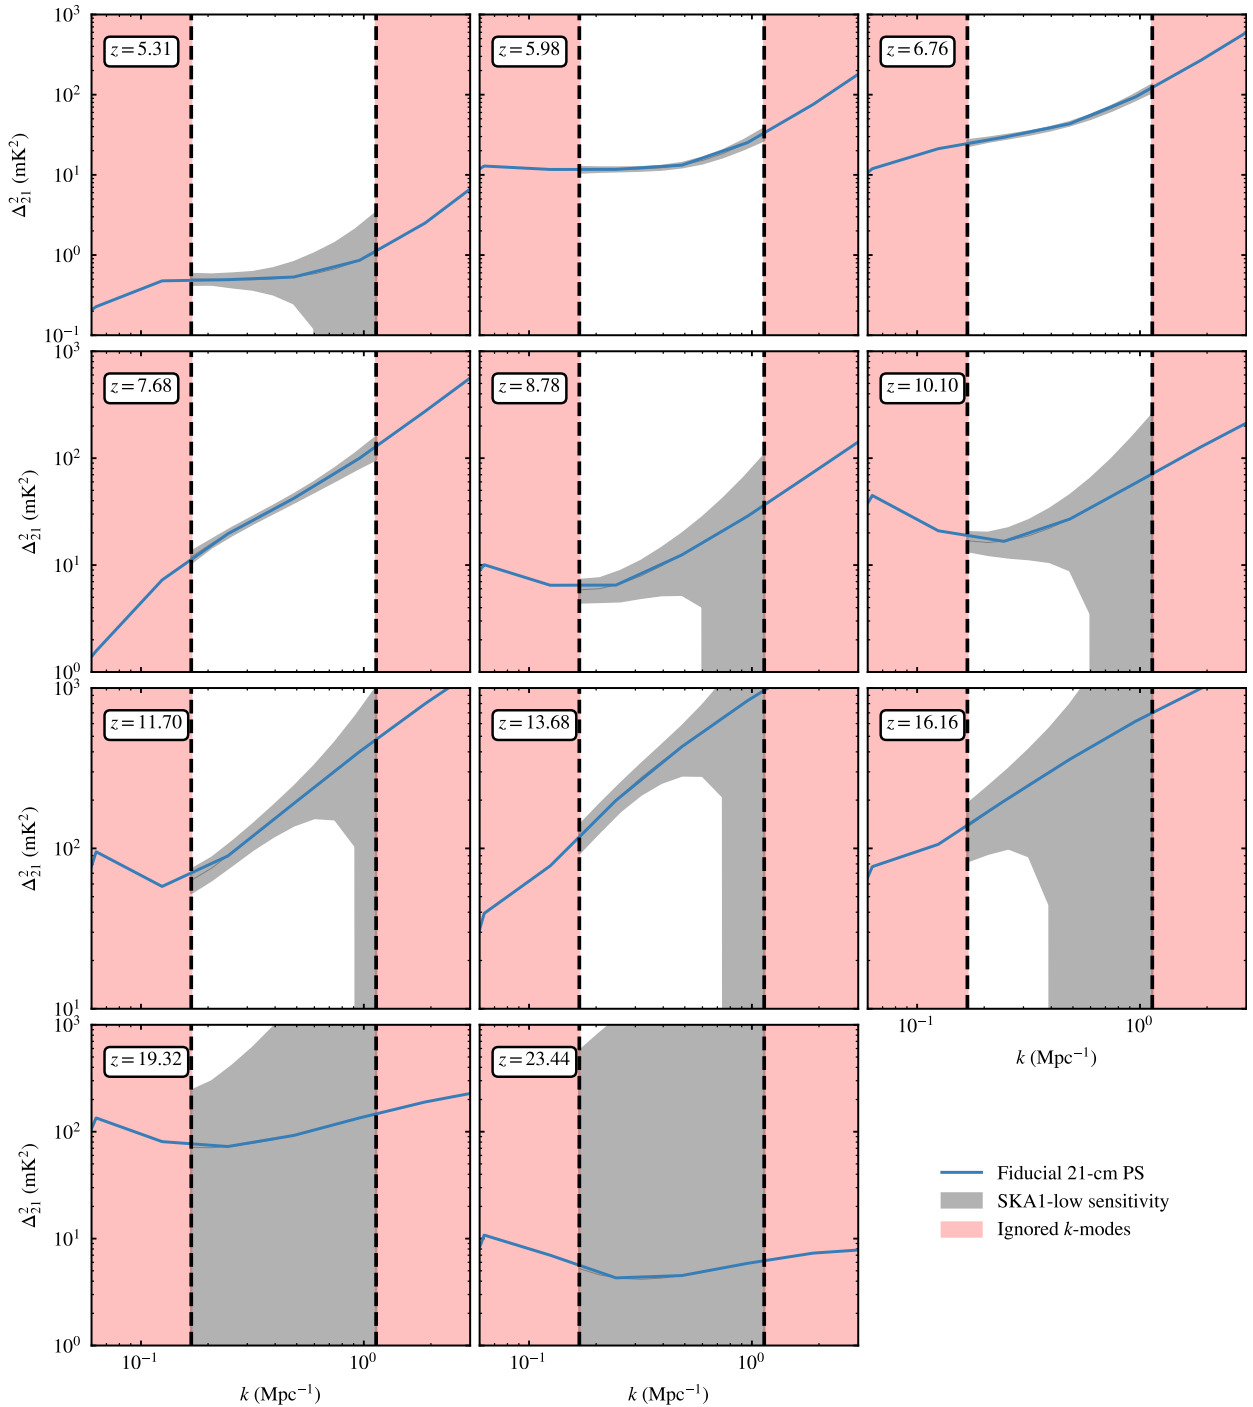 z=5.31
z=5.98
z=6.76
10³
10²
10¹
10⁰
10⁻¹
Δ²₂₁ (mK²)
z=7.68
z=8.78
z=10.10
10³
10²
10¹
10⁰
Δ²₂₁ (mK²)
z=11.70
z=13.68
z=16.16
10³
10²
10¹
Δ²₂₁ (mK²)
10⁻¹ 10⁰
k (Mpc⁻¹)
z=19.32
z=23.44
10³
10²
10¹
10⁰
Δ²₂₁ (mK²)
Fiducial 21-cm PS
SKA1-low sensitivity
Ignored k-modes
10⁻¹ 10⁰
10⁻¹ 10⁰
k (Mpc⁻¹)
k (Mpc⁻¹)